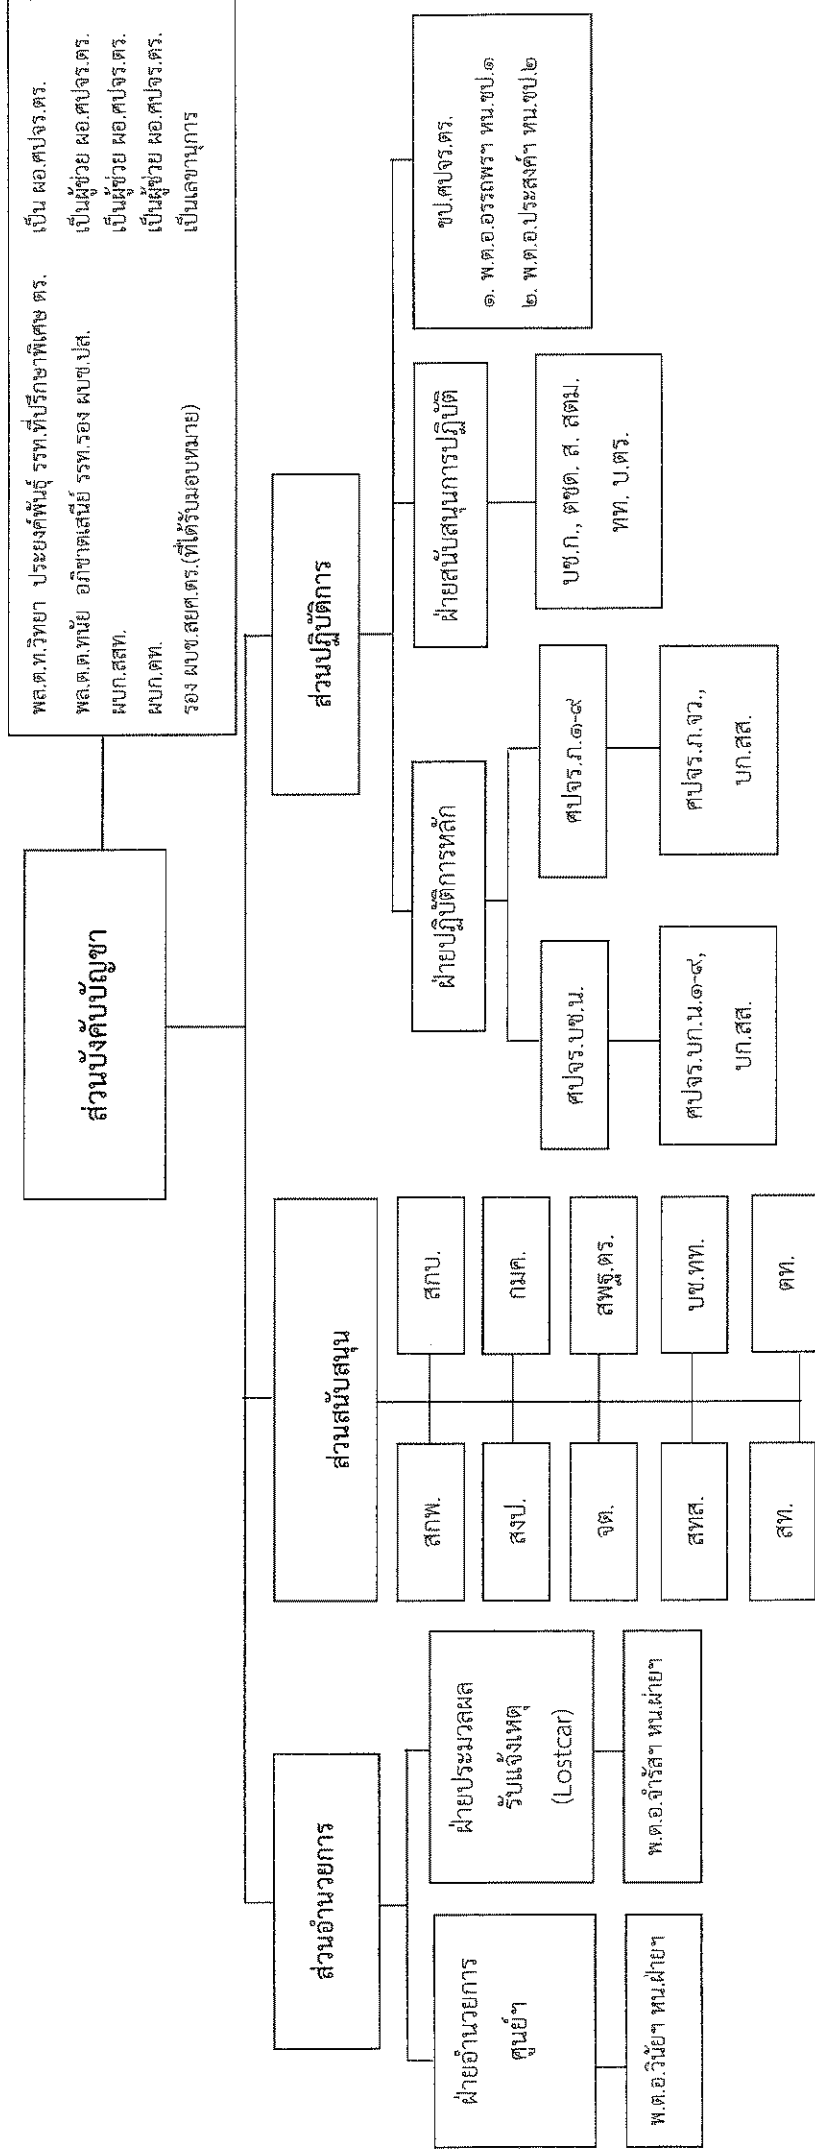 ส่วนบังคับบัญชา
พล.ต.ท.วิทยา ประยงค์พันธุ์ รรท.ที่ปรึกษาพิเศษ ตร. เป็น ผอ.ศปจร.ตร.
พล.ต.ต.ทนัย อภิชาตเสนีย์ รรท.รอง ผบช.ปส. เป็นผู้ช่วย ผอ.ศปจร.ตร.
ผบก.สสท. เป็นผู้ช่วย ผอ.ศปจร.ตร.
ผบก.ตท. เป็นผู้ช่วย ผอ.ศปจร.ตร.
รอง ผบช.สยศ.ตร.(ที่ได้รับมอบหมาย) เป็นเลขานุการ
ส่วนอำนวยการ
ฝ่ายอำนวยการ
ศูนย์ฯ
พ.ต.อ.วินัยฯ หน.ฝ่ายฯ
ฝ่ายประมวลผล
รับแจ้งเหตุ
(Lostcar)
พ.ต.อ.จำรัสฯ หน.ฝ่ายฯ
ส่วนสนับสนุน
สกพ.
สกบ.
สงป.
กมค.
จต.
สพฐ.ตร.
สทส.
บช.ทท.
สท.
ตท.
ส่วนปฏิบัติการ
ฝ่ายปฏิบัติการหลัก
ศปจร.บช.น.
ศปจร.บก.น.๑-๙,
บก.สส.
ศปจร.ภ.๑-๙
ศปจร.ภ.จว.,
บก.สส.
ฝ่ายสนับสนุนการปฏิบัติ
บช.ก., ตชด. ส. สตม.
ทท. บ.ตร.
ชป.ศปจร.ตร.
๑. พ.ต.อ.อรรถพรฯ หน.ชป.๑
๒. พ.ต.อ.ประสงค์ฯ หน.ชป.๒